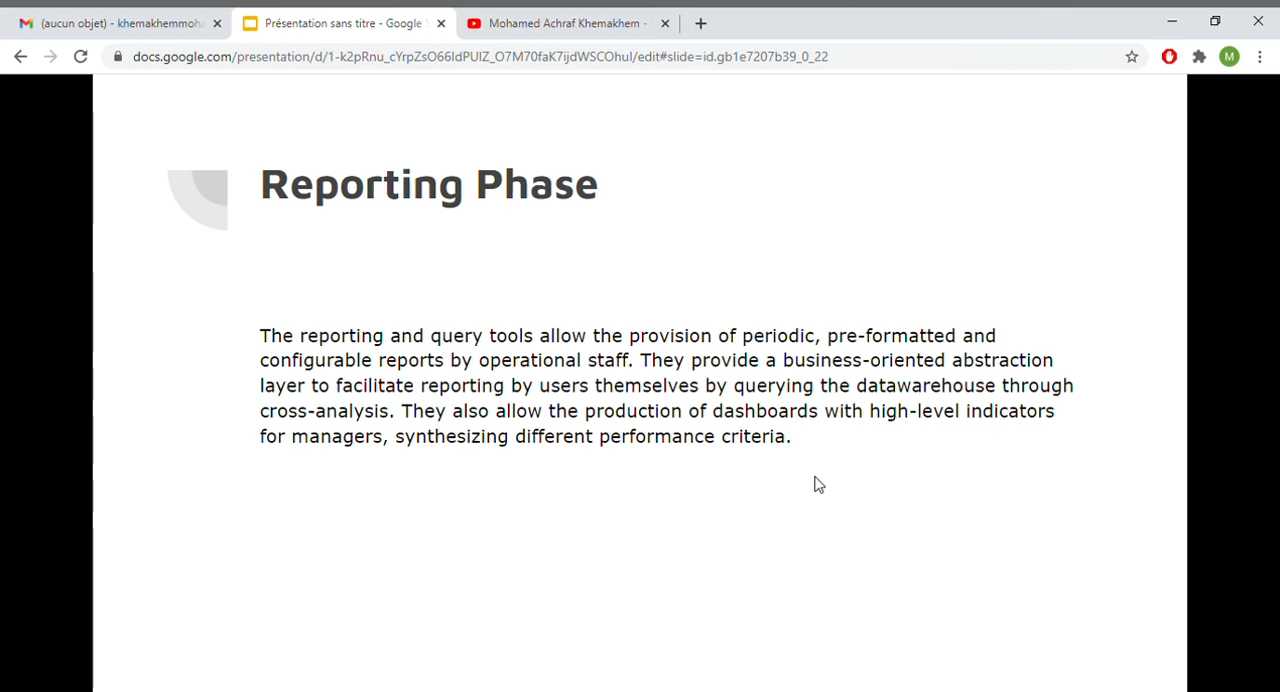 (aucun objet) - khemakhemmoha
Présentation sans titre - Google S
Mohamed Achraf Khemakhem -
docs.google.com/presentation/d/1-k2pRnu_cYrpZsO66IdPUIZ_O7M70faK7ijdWSCOhuI/edit#slide=id.gb1e7207b39_0_22
M
Reporting Phase
The reporting and query tools allow the provision of periodic, pre-formatted and
configurable reports by operational staff. They provide a business-oriented abstraction
layer to facilitate reporting by users themselves by querying the datawarehouse through
cross-analysis. They also allow the production of dashboards with high-level indicators
for managers, synthesizing different performance criteria.